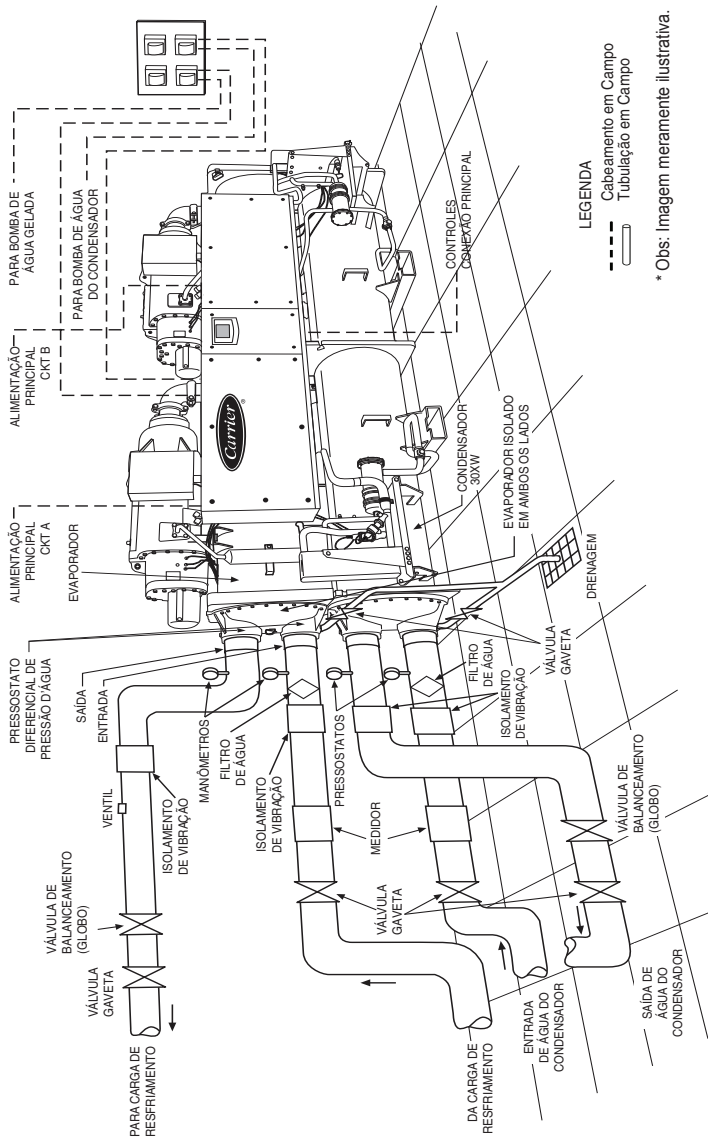 PARA BOMBA DE
ÁGUA GELADA
PARA BOMBA DE ÁGUA
DO CONDENSADOR
ALIMENTAÇÃO
PRINCIPAL
CKT B
ALIMENTAÇÃO
PRINCIPAL
CKT A
EVAPORADOR
PRESSOSTATO
DIFERENCIAL DE
PRESSÃO D'ÁGUA
SAÍDA
ENTRADA
MANÔMETROS
FILTRO
DE ÁGUA
ISOLAMENTO
DE VIBRAÇÃO
VENTIL
ISOLAMENTO
DE VIBRAÇÃO
VÁLVULA DE
BALANCEAMENTO
(GLOBO)
VÁLVULA
GAVETA
PARA CARGA DE
RESFRIAMENTO
PRESSOSTATOS
MEDIDOR
VÁLVULA
GAVETA
DA CARGA DE
RESFRIAMENTO
ENTRADA
DE ÁGUA DO
CONDENSADOR
SAÍDA DE
ÁGUA DO
CONDENSADOR
VÁLVULA DE
BALANCEAMENTO
(GLOBO)
ISOLAMENTO
DE VIBRAÇÃO
FILTRO
DE ÁGUA
VÁLVULA
GAVETA
DRENAGEM
EVAPORADOR ISOLADO
EM AMBOS OS LADOS
CONDENSADOR
30XW
Carrier
CONTROLES
CONEXÃO PRINCIPAL
LEGENDA
Cabeamento em Campo
Tubulação em Campo
* Obs: Imagem meramente ilustrativa.